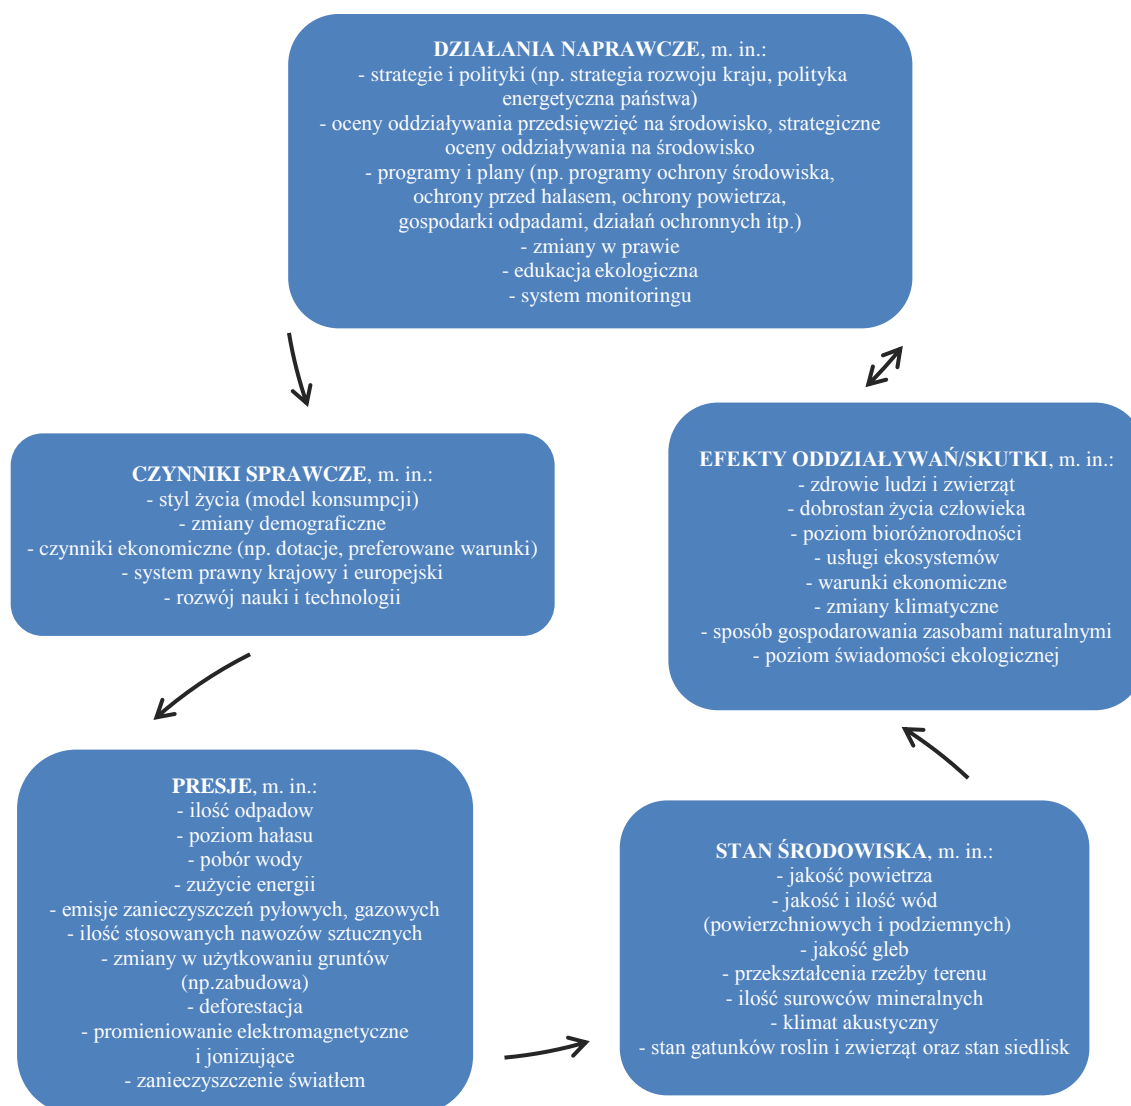 DZIAŁANIA NAPRAWCZE, m. in.:
- strategie i polityki (np. strategia rozwoju kraju, polityka
energetyczna państwa)
- oceny oddziaływania przedsięwzięć na środowisko, strategiczne
oceny oddziaływania na środowisko
- programy i plany (np. programy ochrony środowiska,
ochrony przed halasem, ochrony powietrza,
gospodarki odpadami, działań ochronnych itp.)
- zmiany w prawie
- edukacja ekologiczna
- system monitoringu
CZYNNIKI SPRAWCZE, m. in.:
- styl życia (model konsumpcji)
- zmiany demograficzne
- czynniki ekonomiczne (np. dotacje, preferowane warunki)
- system prawny krajowy i europejski
- rozwój nauki i technologii
EFEKTY ODDZIAŁYWAŃ/SKUTKI, m. in.:
- zdrowie ludzi i zwierząt
- dobrostan życia człowieka
- poziom bioróżnorodności
- usługi ekosystemów
- warunki ekonomiczne
- zmiany klimatyczne
- sposób gospodarowania zasobami naturalnymi
- poziom świadomości ekologicznej
PRESJE, m. in.:
- ilość odpadow
- poziom hałasu
- pobór wody
- zużycie energii
- emisje zanieczyszczeń pyłowych, gazowych
- ilość stosowanych nawozów sztucznych
- zmiany w użytkowaniu gruntów
(np.zabudowa)
- deforestacja
- promieniowanie elektromagnetyczne
i jonizujące
- zanieczyszczenie światłem
STAN ŚRODOWISKA, m. in.:
- jakość powietrza
- jakość i ilość wód
(powierzchniowych i podziemnych)
- jakość gleb
- przekształcenia rzeźby terenu
- ilość surowców mineralnych
- klimat akustyczny
- stan gatunków roslin i zwierząt oraz stan siedlisk